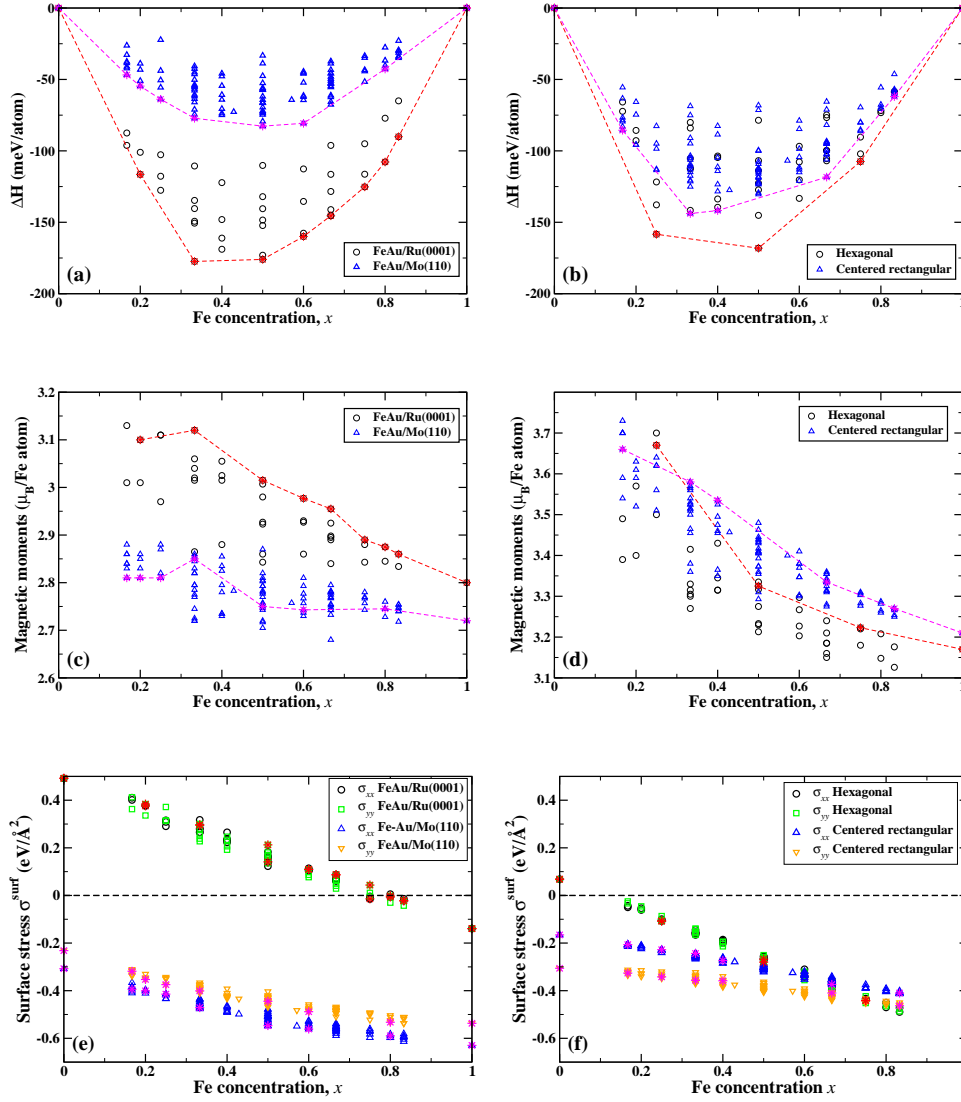 0
-50
-100
-150
-200
ΔH (meV/atom)
0 0.2 0.4 0.6 0.8 1
Fe concentration, x
(a)
FeAu/Ru(0001)
FeAu/Mo(110)
0
-50
-100
-150
-200
ΔH (meV/atom)
0 0.2 0.4 0.6 0.8 1
Fe concentration, x
(b)
Hexagonal
Centered rectangular
3.2
3.1
3.0
2.9
2.8
2.7
2.6
Magnetic moments (μB/Fe atom)
0 0.2 0.4 0.6 0.8 1
Fe concentration, x
(c)
FeAu/Ru(0001)
FeAu/Mo(110)
3.7
3.6
3.5
3.4
3.3
3.2
3.1
Magnetic moments (μB/Fe atom)
0 0.2 0.4 0.6 0.8 1
Fe concentration, x
(d)
Hexagonal
Centered rectangular
0.4
0.2
0
-0.2
-0.4
-0.6
Surface stress σsurf (eV/Å2)
0 0.2 0.4 0.6 0.8 1
Fe concentration, x
(e)
σxx FeAu/Ru(0001)
σyy FeAu/Ru(0001)
σxx Fe-Au/Mo(110)
σyy FeAu/Mo(110)
0.4
0.2
0
-0.2
-0.4
-0.6
Surface stress σsurf (eV/Å2)
0 0.2 0.4 0.6 0.8 1
Fe concentration x
(f)
σxx Hexagonal
σyy Hexagonal
σxx Centered rectangular
σyy Centered rectangular